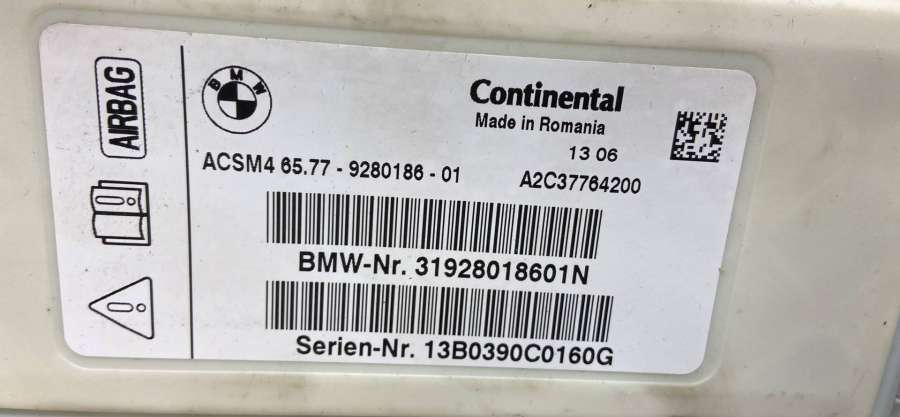 AIRBAG
BMW
Continental
Made in Romania
13 06
ACSM4 65.77 - 9280186 - 01
A2C37764200
BMW-Nr. 31928018601N
Serien-Nr. 13B0390C0160G